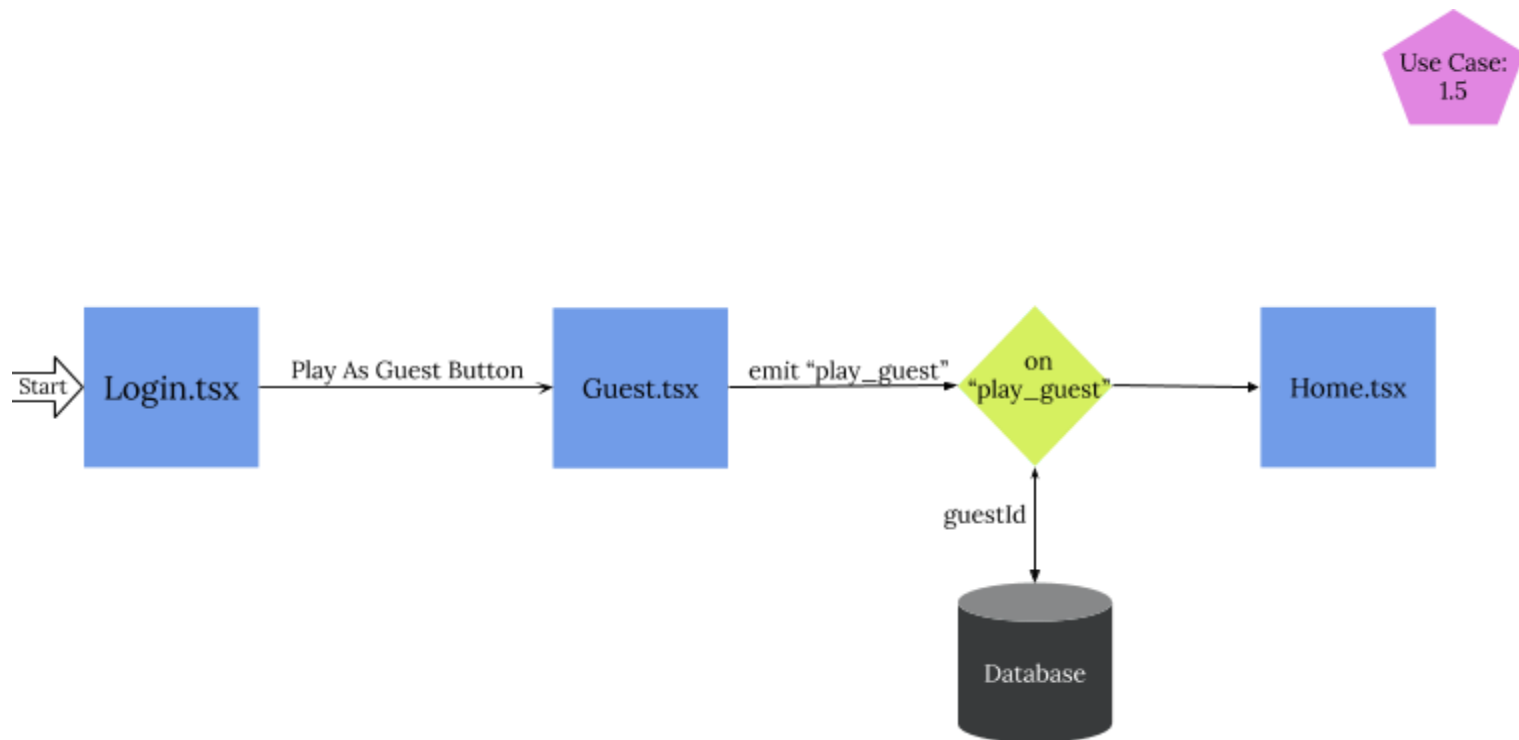 Use Case:
1.5
Start
Login.tsx
Play As Guest Button
Guest.tsx
emit “play_guest”
on
“play_guest”
Home.tsx
guestId
Database